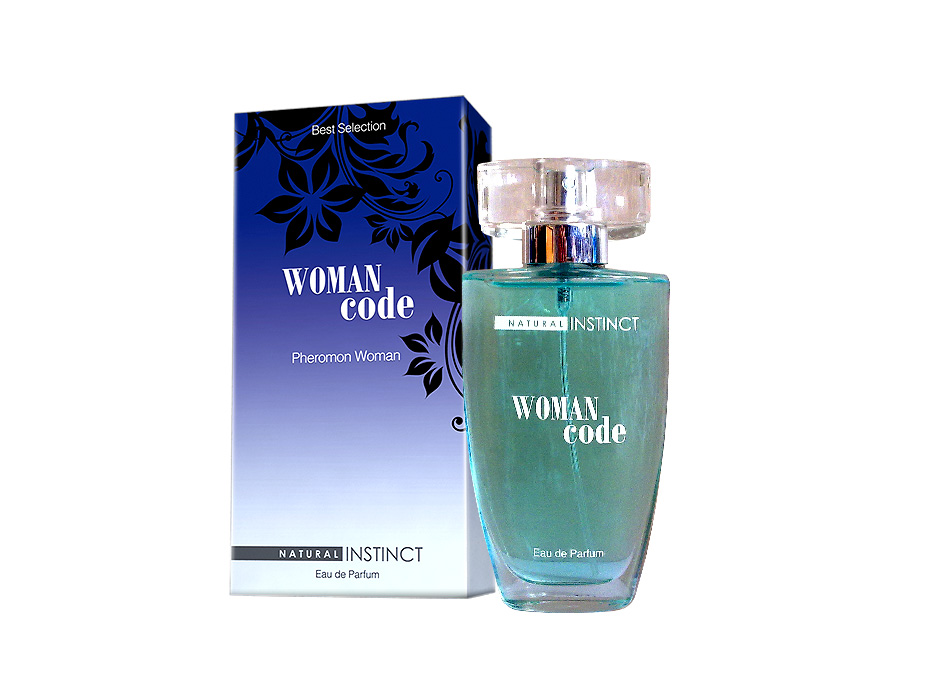 Best Selection
WOMAN
code
Pheromon Woman
NATURAL INSTINCT
Eau de Parfum
NATURAL INSTINCT
WOMAN
code
Eau de Parfum